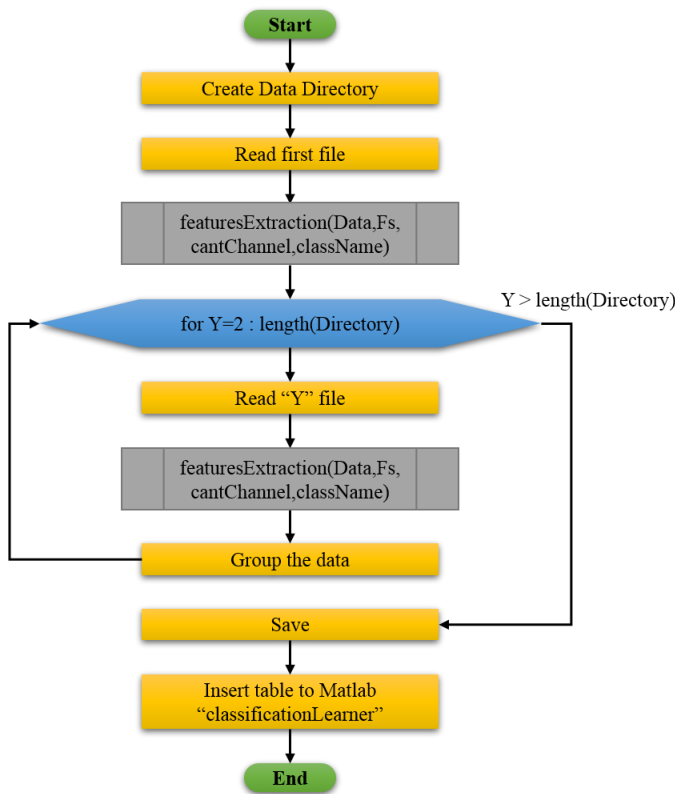 Start
Create Data Directory
Read first file
featuresExtraction(Data,Fs,
cantChannel,className)
Y > length(Directory)
for Y=2 : length(Directory)
Read “Y” file
featuresExtraction(Data,Fs,
cantChannel,className)
Group the data
Save
Insert table to Matlab
“classificationLearner”
End